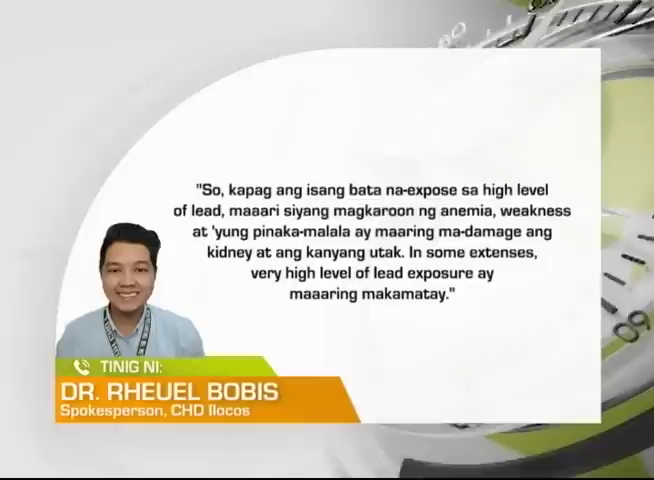 "So, kapag ang isang bata na-expose sa high level
of lead, maaari siyang magkaroon ng anemia, weakness
at 'yung pinaka-malala ay maaring ma-damage ang
kidney at ang kanyang utak. In some extenses,
very high level of lead exposure ay
maaaring makamatay."
TINIG NI:
DR. RHEUEL BOBIS
Spokesperson, CHD Ilocos
09